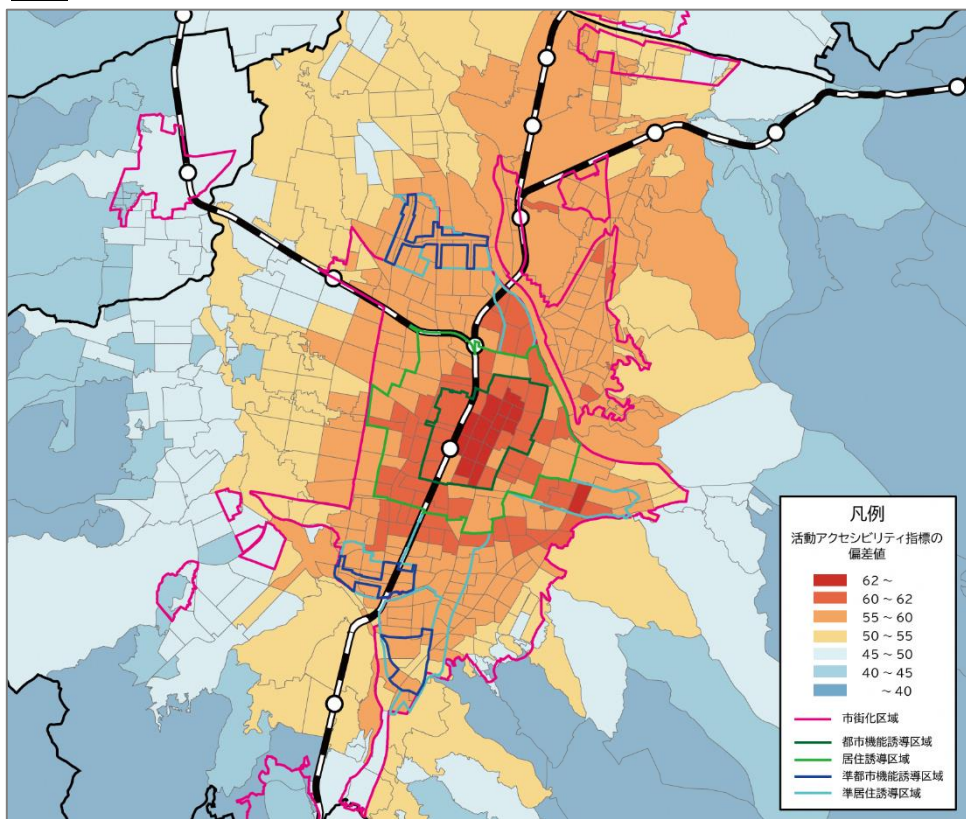 凡例
活動アクセシビリティ指標の
偏差値
62～
60～62
55～60
50～55
45～50
40～45
～40
市街化区域
都市機能誘導区域
居住誘導区域
準都市機能誘導区域
準居住誘導区域